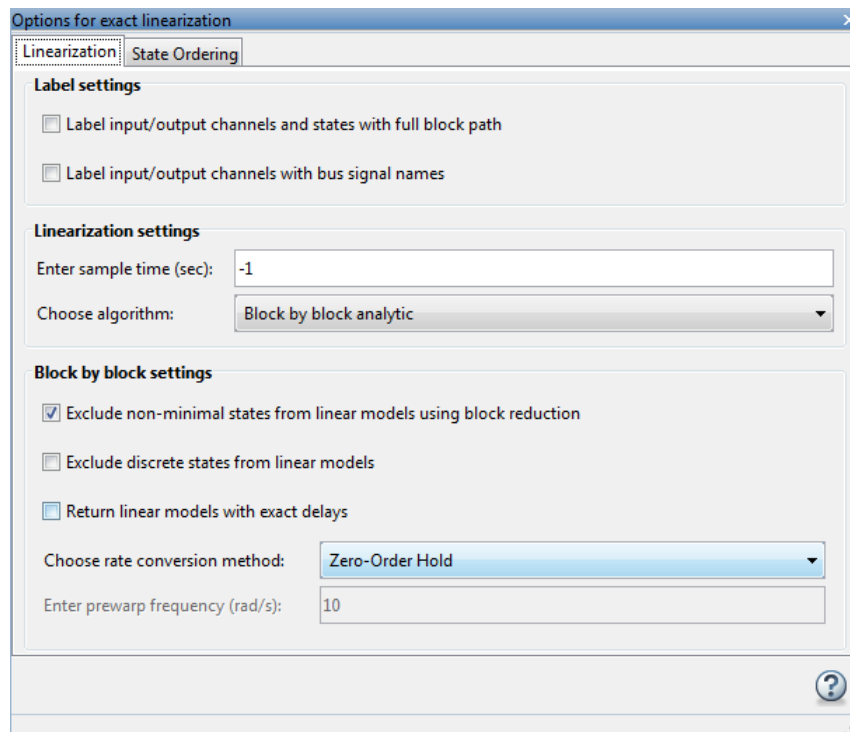 Options for exact linearization
Linearization State Ordering
Label settings
Label input/output channels and states with full block path
Label input/output channels with bus signal names
Linearization settings
Enter sample time (sec): -1
Choose algorithm: Block by block analytic
Block by block settings
Exclude non-minimal states from linear models using block reduction
Exclude discrete states from linear models
Return linear models with exact delays
Choose rate conversion method: Zero-Order Hold
Enter prewarp frequency (rad/s): 10
?